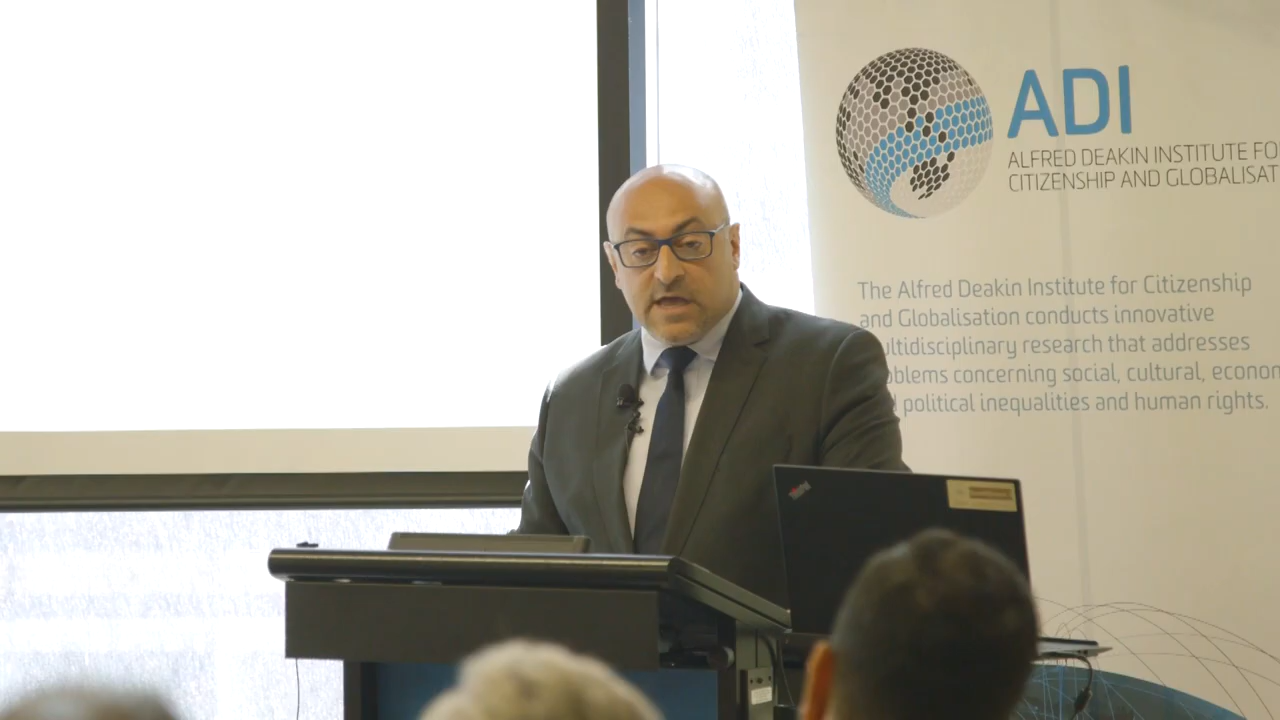 ADI
ALFRED DEAKIN INSTITUTE FO
CITIZENSHIP AND GLOBALISAT
The Alfred Deakin Institute for Citizenship
and Globalisation conducts innovative
ultidisciplinary research that addresses
oblems concerning social, cultural, econom
political inequalities and human rights.